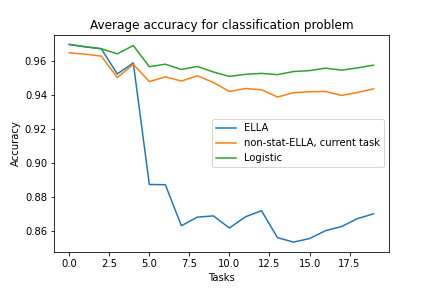 Average accuracy for classification problem
0.96
0.94
0.92
0.90
0.88
0.86
Accuracy
ELLA
non-stat-ELLA, current task
Logistic
0.0 2.5 5.0 7.5 10.0 12.5 15.0 17.5
Tasks